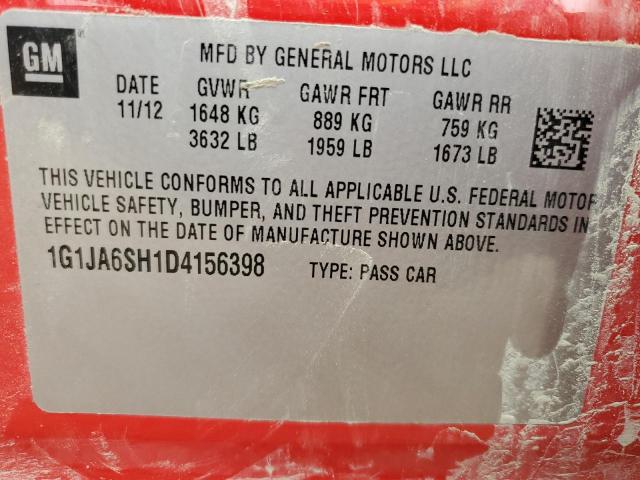 GM
MFD BY GENERAL MOTORS LLC
DATE GVWR GAWR FRT GAWR RR
11/12 1648 KG 889 KG 759 KG
3632 LB 1959 LB 1673 LB
THIS VEHICLE CONFORMS TO ALL APPLICABLE U.S. FEDERAL MOTOR
VEHICLE SAFETY, BUMPER, AND THEFT PREVENTION STANDARDS IN
EFFECT ON THE DATE OF MANUFACTURE SHOWN ABOVE.
1G1JA6SH1D4156398 TYPE: PASS CAR